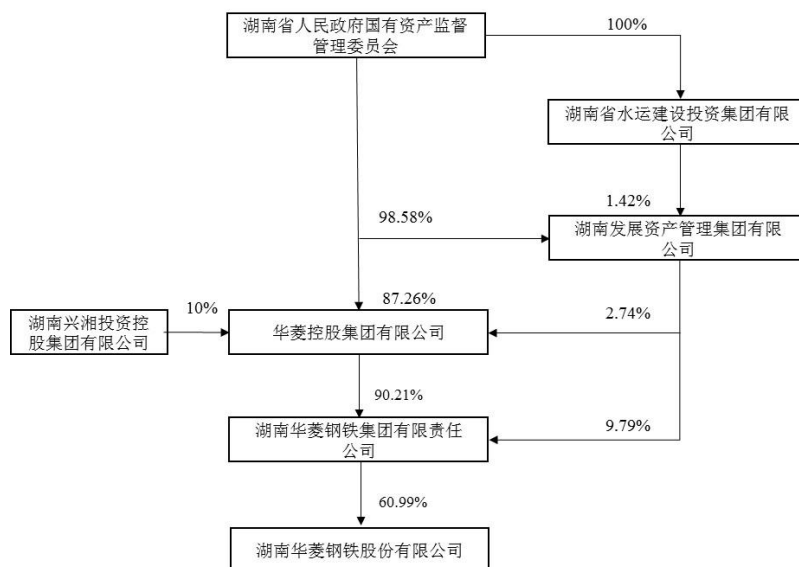 湖南省人民政府国有资产监督
管理委员会
100%
湖南省水运建设投资集团有限
公司
1.42%
98.58%
湖南发展资产管理集团有限
公司
87.26%
10%
湖南兴湘投资控
股集团有限公司
华菱控股集团有限公司
2.74%
90.21%
湖南华菱钢铁集团有限责任
公司
9.79%
60.99%
湖南华菱钢铁股份有限公司